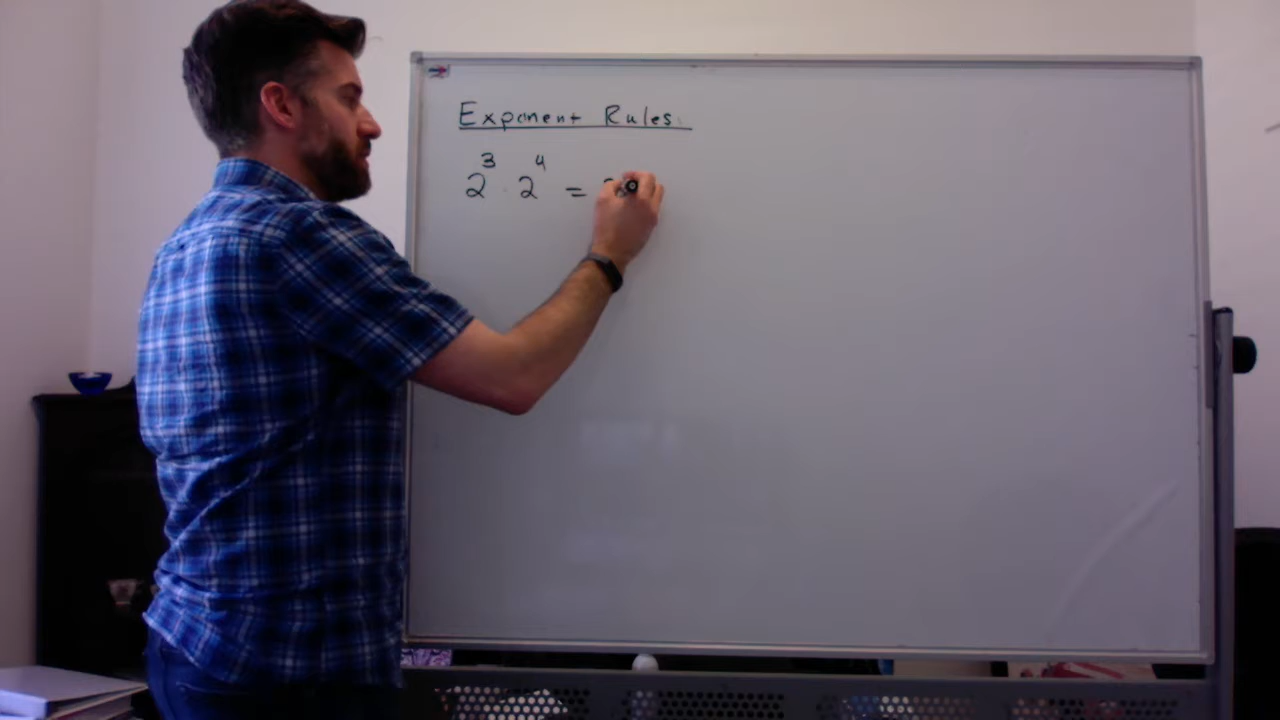 Exponent Rules:
2³ · 2⁴ =